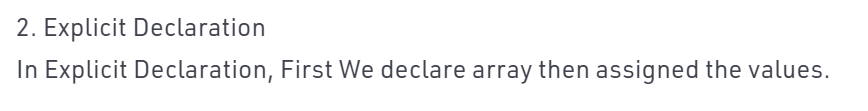 2. Explicit Declaration
In Explicit Declaration, First We declare array then assigned the values.